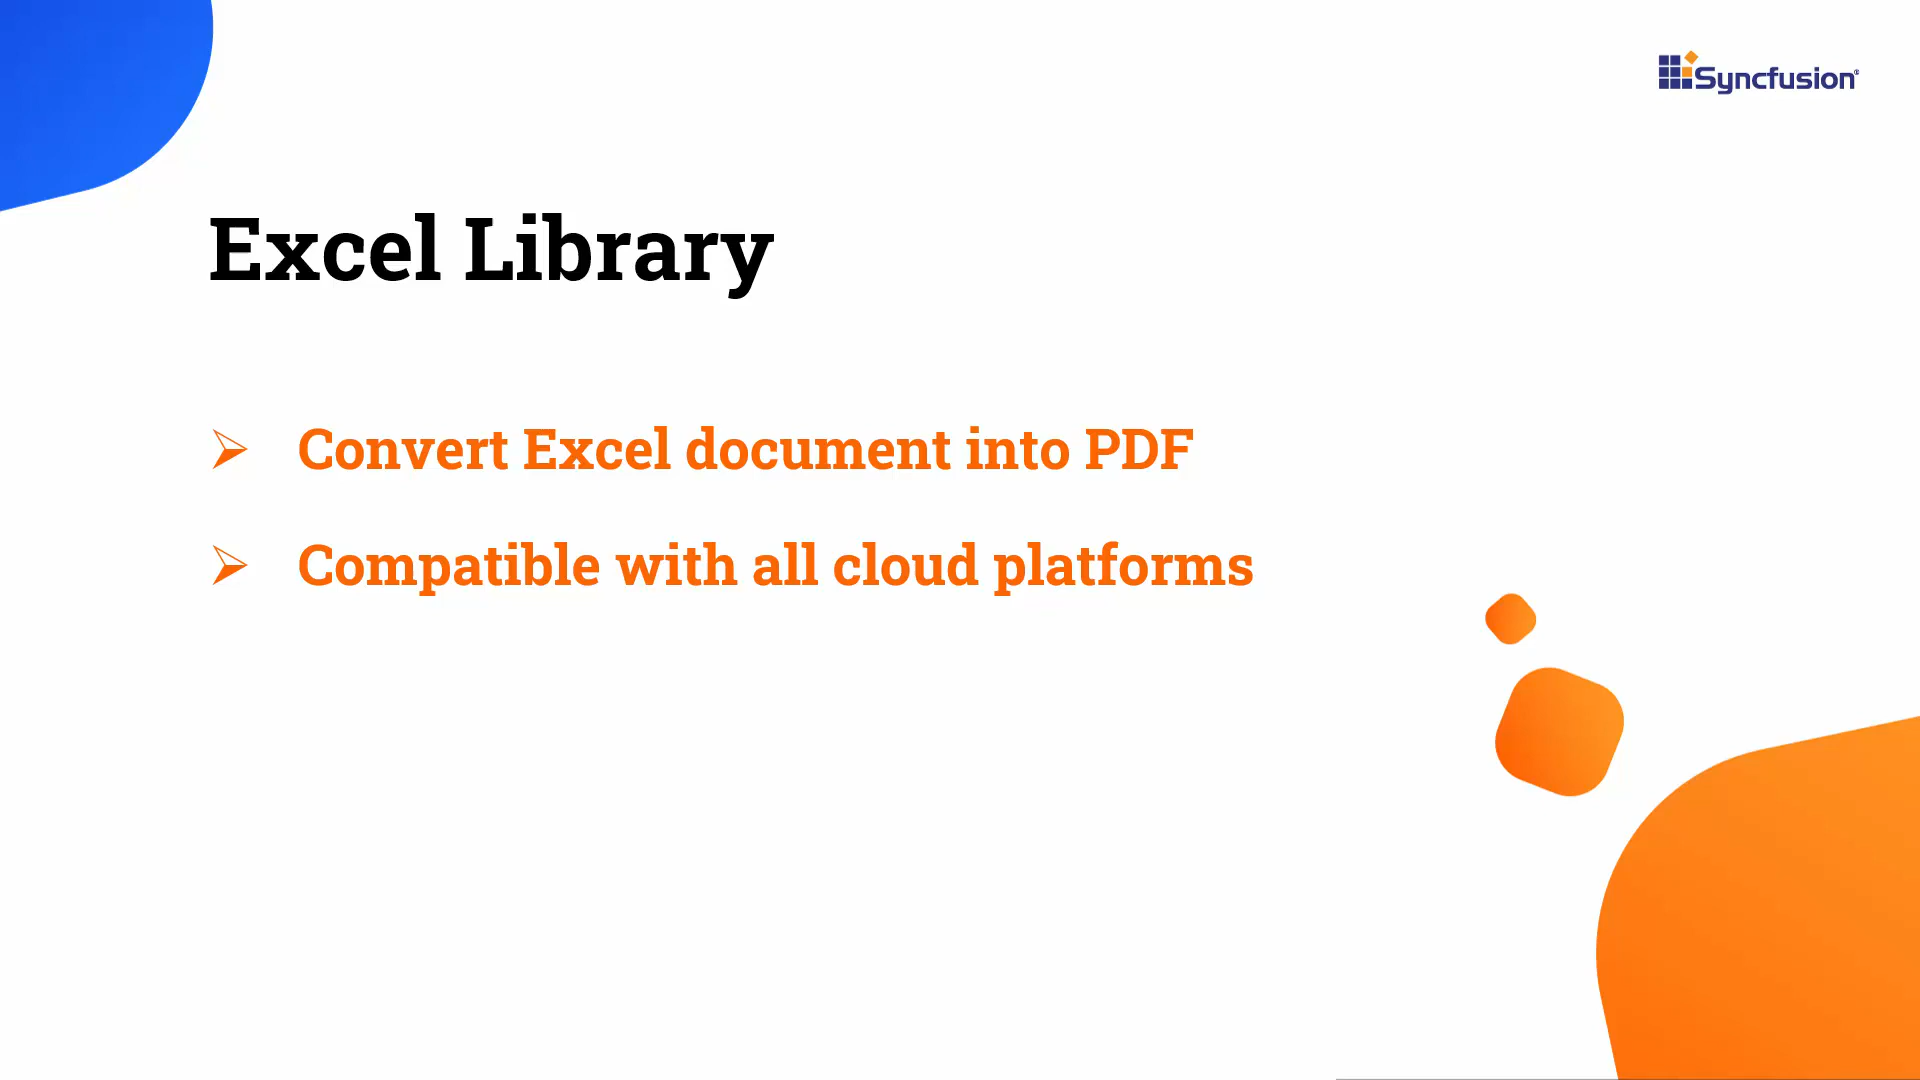 Syncfusion®
Excel Library
➢ Convert Excel document into PDF
➢ Compatible with all cloud platforms